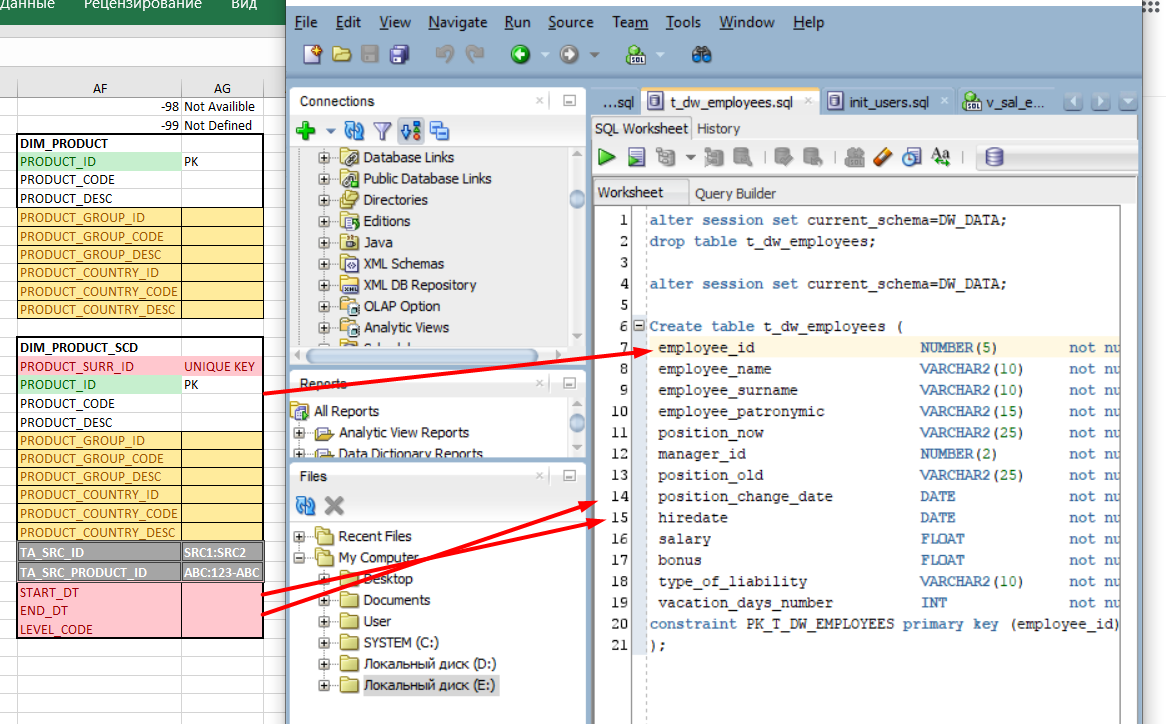 Данные Рецензирование Вид
AF AG
-98 Not Availible
-99 Not Defined
DIM_PRODUCT
PRODUCT_ID PK
PRODUCT_CODE
PRODUCT_DESC
PRODUCT_GROUP_ID
PRODUCT_GROUP_CODE
PRODUCT_GROUP_DESC
PRODUCT_COUNTRY_ID
PRODUCT_COUNTRY_CODE
PRODUCT_COUNTRY_DESC
DIM_PRODUCT_SCD
PRODUCT_SURR_ID UNIQUE KEY
PRODUCT_ID PK
PRODUCT_CODE
PRODUCT_DESC
PRODUCT_GROUP_ID
PRODUCT_GROUP_CODE
PRODUCT_GROUP_DESC
PRODUCT_COUNTRY_ID
PRODUCT_COUNTRY_CODE
PRODUCT_COUNTRY_DESC
TA_SRC_ID SRC1:SRC2
TA_SRC_PRODUCT_ID ABC:123-ABC
START_DT
END_DT
LEVEL_CODE
File Edit View Navigate Run Source Team Tools Window Help
SQL
Connections
Database Links
Public Database Links
Directories
Editions
Java
XML Schemas
XML DB Repository
OLAP Option
Analytic Views
Reports
All Reports
Analytic View Reports
Data Dictionary Reports
Files
Recent Files
My Computer
Desktop
Documents
User
SYSTEM (C:)
Локальный диск (D:)
Локальный диск (E:)
...sql t_dw_employees.sql init_users.sql v_sal_e...
SQL Worksheet History
Aa
Worksheet Query Builder
1 alter session set current_schema=DW_DATA;
2 drop table t_dw_employees;
3
4 alter session set current_schema=DW_DATA;
5
6 Create table t_dw_employees (
7 employee_id NUMBER(5) not nu
8 employee_name VARCHAR2(10) not nu
9 employee_surname VARCHAR2(10) not nu
10 employee_patronymic VARCHAR2(15) not nu
11 position_now VARCHAR2(25) not nu
12 manager_id NUMBER(2) not nu
13 position_old VARCHAR2(25) not nu
14 position_change_date DATE not nu
15 hiredate DATE not nu
16 salary FLOAT not nu
17 bonus FLOAT not nu
18 type_of_liability VARCHAR2(10) not nu
19 vacation_days_number INT not nu
20 constraint PK_T_DW_EMPLOYEES primary key (employee_id)
21 );